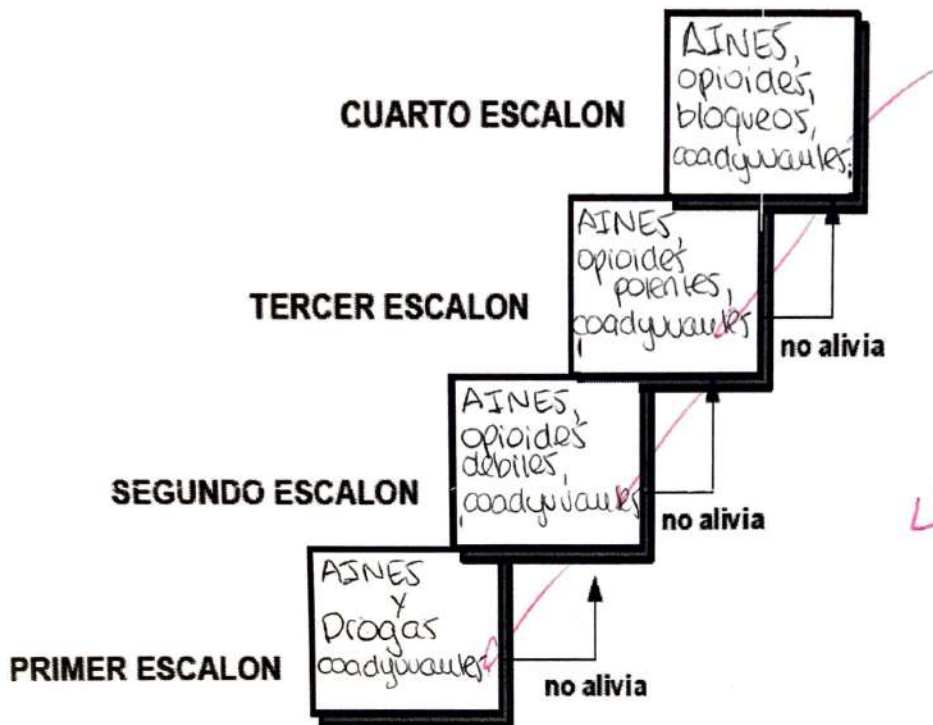 AINES,
opioides,
bloqueos,
coadyuvantes.
CUARTO ESCALON
AINES,
opioides
potentes,
coadyuvantes
TERCER ESCALON
no alivia
AINES,
opioides
débiles,
coadyuvantes
SEGUNDO ESCALON
no alivia
AINES
y
Drogas
coadyuvantes
PRIMER ESCALON
no alivia